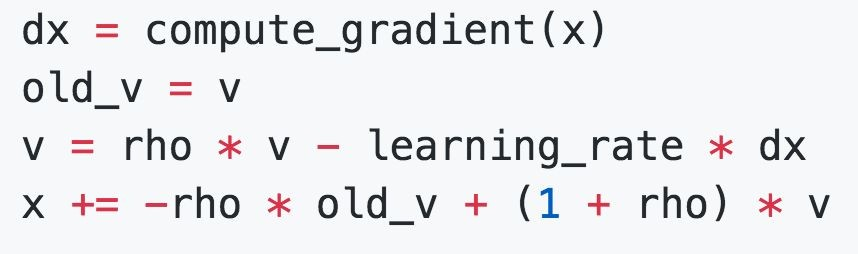 dx = compute_gradient(x)
old_v = v
v = rho * v - learning_rate * dx
x += -rho * old_v + (1 + rho) * v